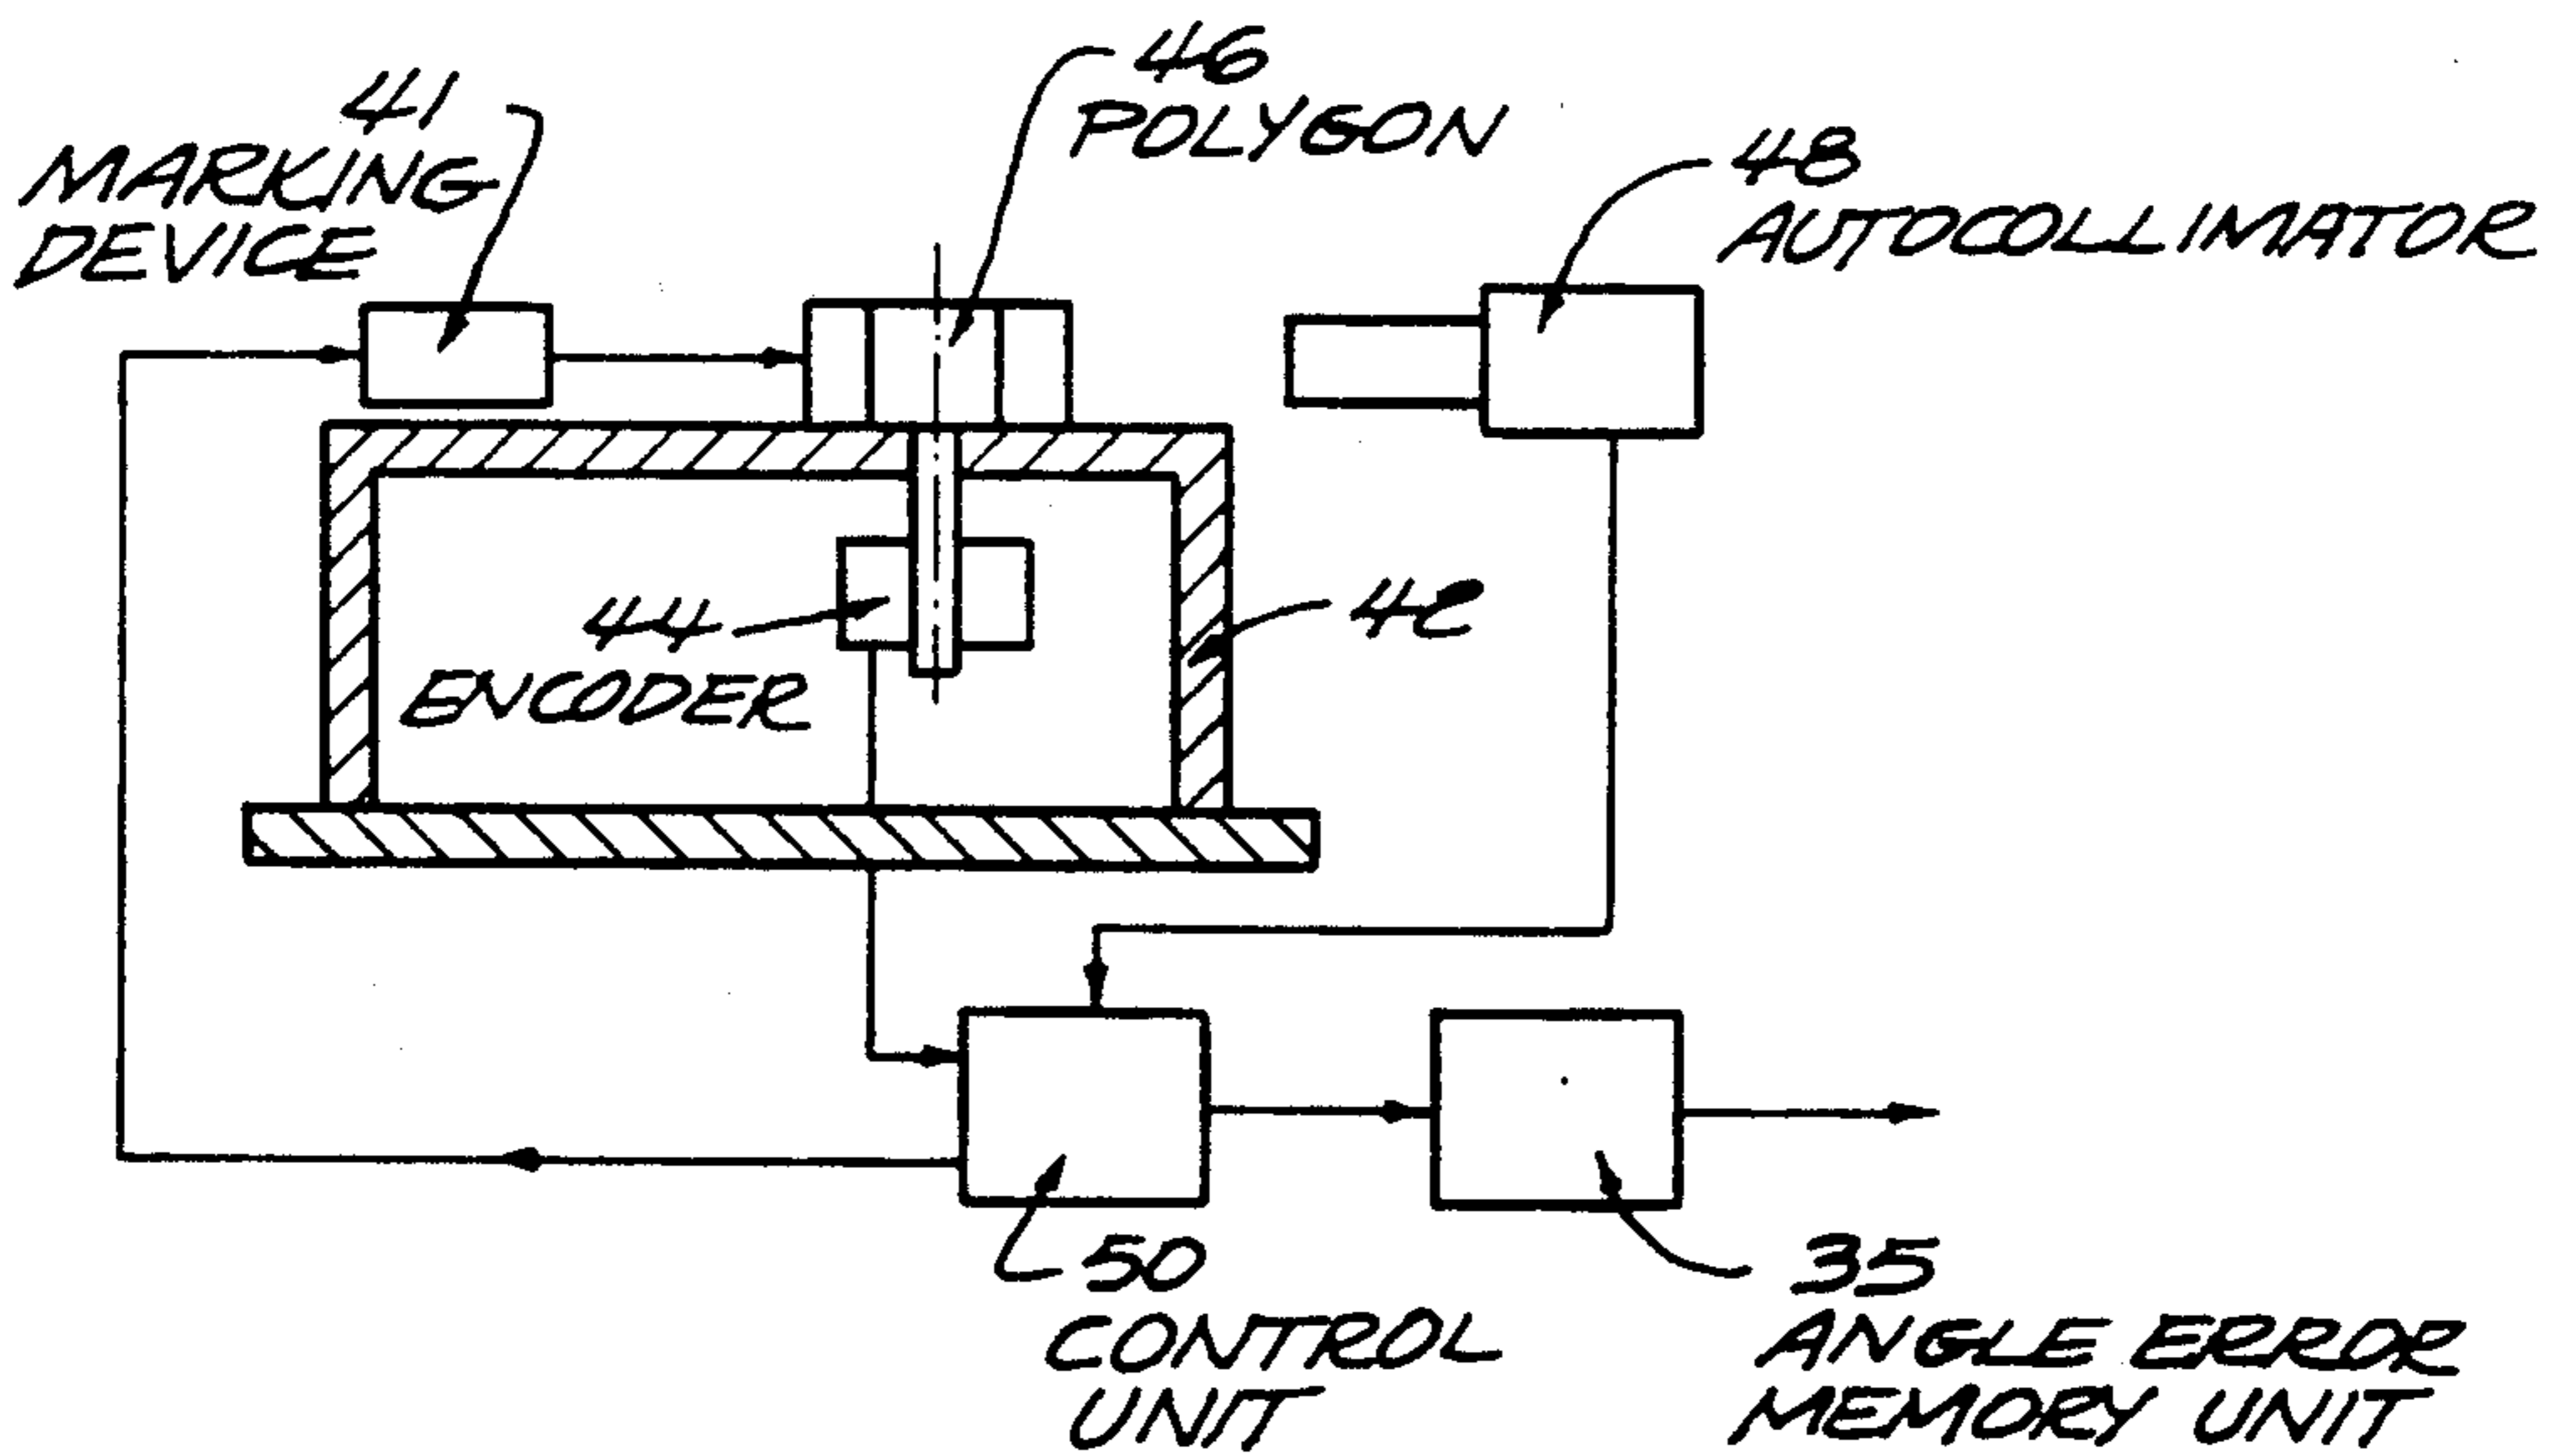 41
MARKING
DEVICE
46
POLYGON
48
AUTOCOLLIMATOR
44
ENCODER
42
50
CONTROL
UNIT
35
ANGLE ERROR
MEMORY UNIT